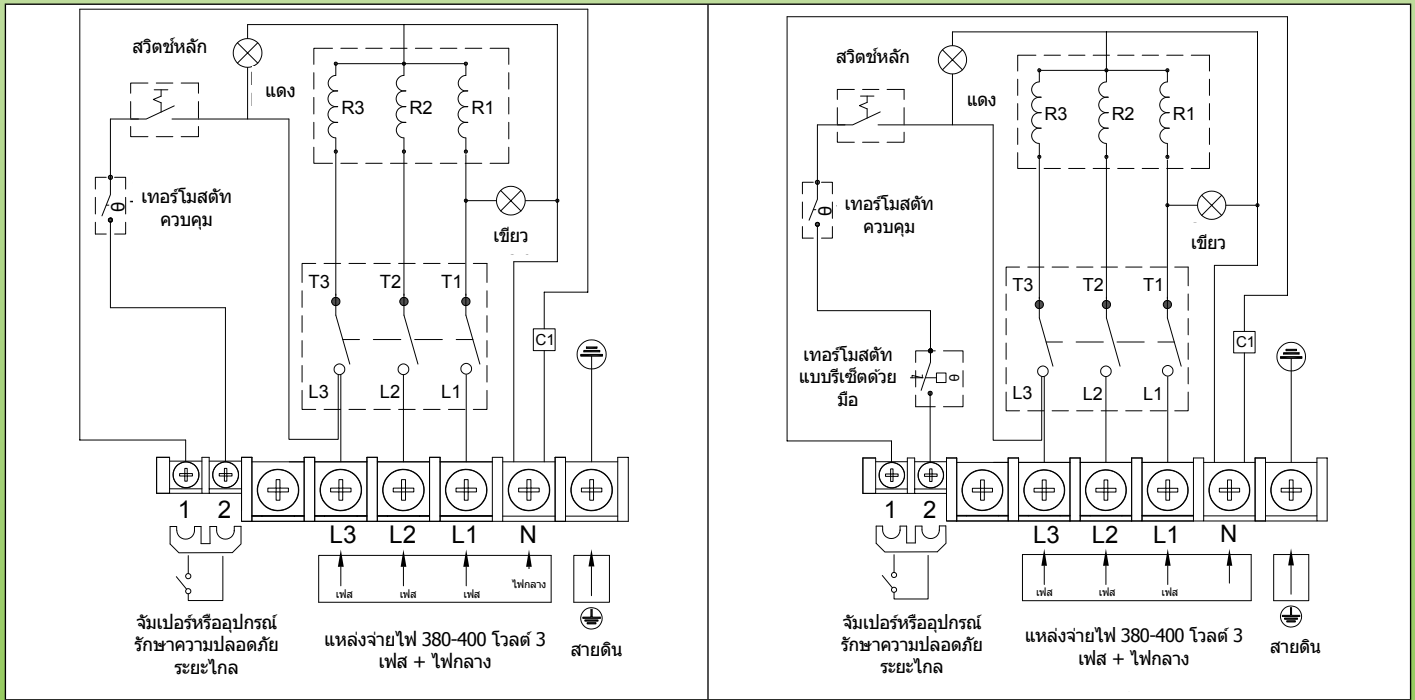 สวิตช์หลัก
แดง
R3 R2 R1
เทอร์โมสตัท
ควบคุม
θ
เขียว
T3 T2 T1
C1
L3 L2 L1
1 2
L3 L2 L1 N
เฟส เฟส เฟส ไฟกลาง
จัมเปอร์หรืออุปกรณ์
รักษาความปลอดภัย
ระยะไกล
แหล่งจ่ายไฟ 380-400 โวลต์ 3
เฟส + ไฟกลาง
สายดิน
สวิตช์หลัก
แดง
R3 R2 R1
เทอร์โมสตัท
ควบคุม
θ
เขียว
T3 T2 T1
C1
เทอร์โมสตัท
แบบรีเซ็ตด้วย
มือ
θ
L3 L2 L1
1 2
L3 L2 L1 N
เฟส เฟส เฟส
จัมเปอร์หรืออุปกรณ์
รักษาความปลอดภัย
ระยะไกล
แหล่งจ่ายไฟ 380-400 โวลต์ 3
เฟส + ไฟกลาง
สายดิน